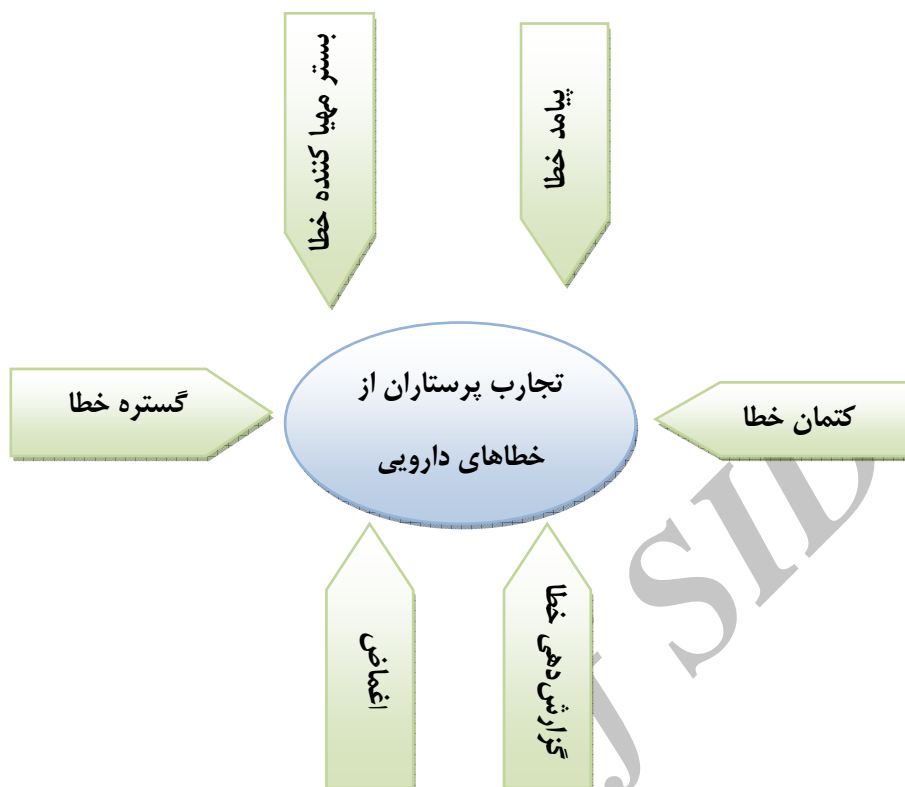 بستر مهیا کننده خطا
پیامد خطا
گستره خطا
تجارب پرستاران از
خطاهای دارویی
کتمان خطا
اغماض
گزارش‌دهی خطا
SID